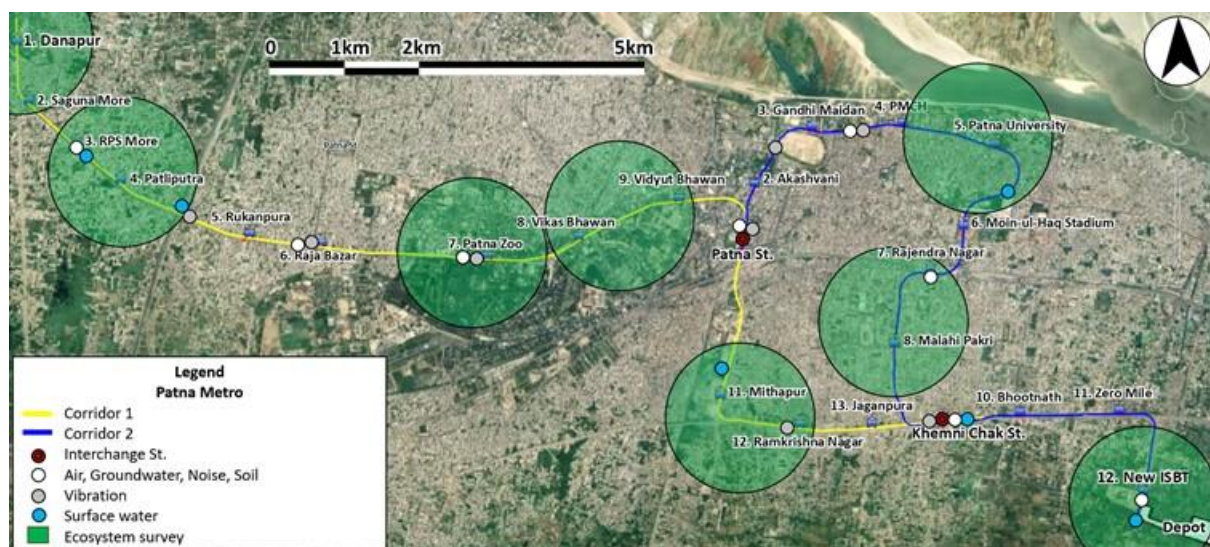 1. Danapur
2. Saguna More
3. RPS More
4. Patliputra
5. Rukanpura
6. Raja Bazar
7. Patna Zoo
8. Vikas Bhawan
9. Vidyut Bhawan
Patna St.
0 1km 2km 5km
3. Gandhi Maidan
4. PMCH
5. Patna University
2. Akashvani
6. Moin-ul-Haq Stadium
7. Rajendra Nagar
8. Malahi Pakri
11. Mithapur
12. Ramkrishna Nagar
13. Jaganpura
Khemni Chak St.
10. Bhootnath
11. Zero Mile
12. New ISBT
Depot
Legend
Patna Metro
Corridor 1
Corridor 2
Interchange St.
Air, Groundwater, Noise, Soil
Vibration
Surface water
Ecosystem survey